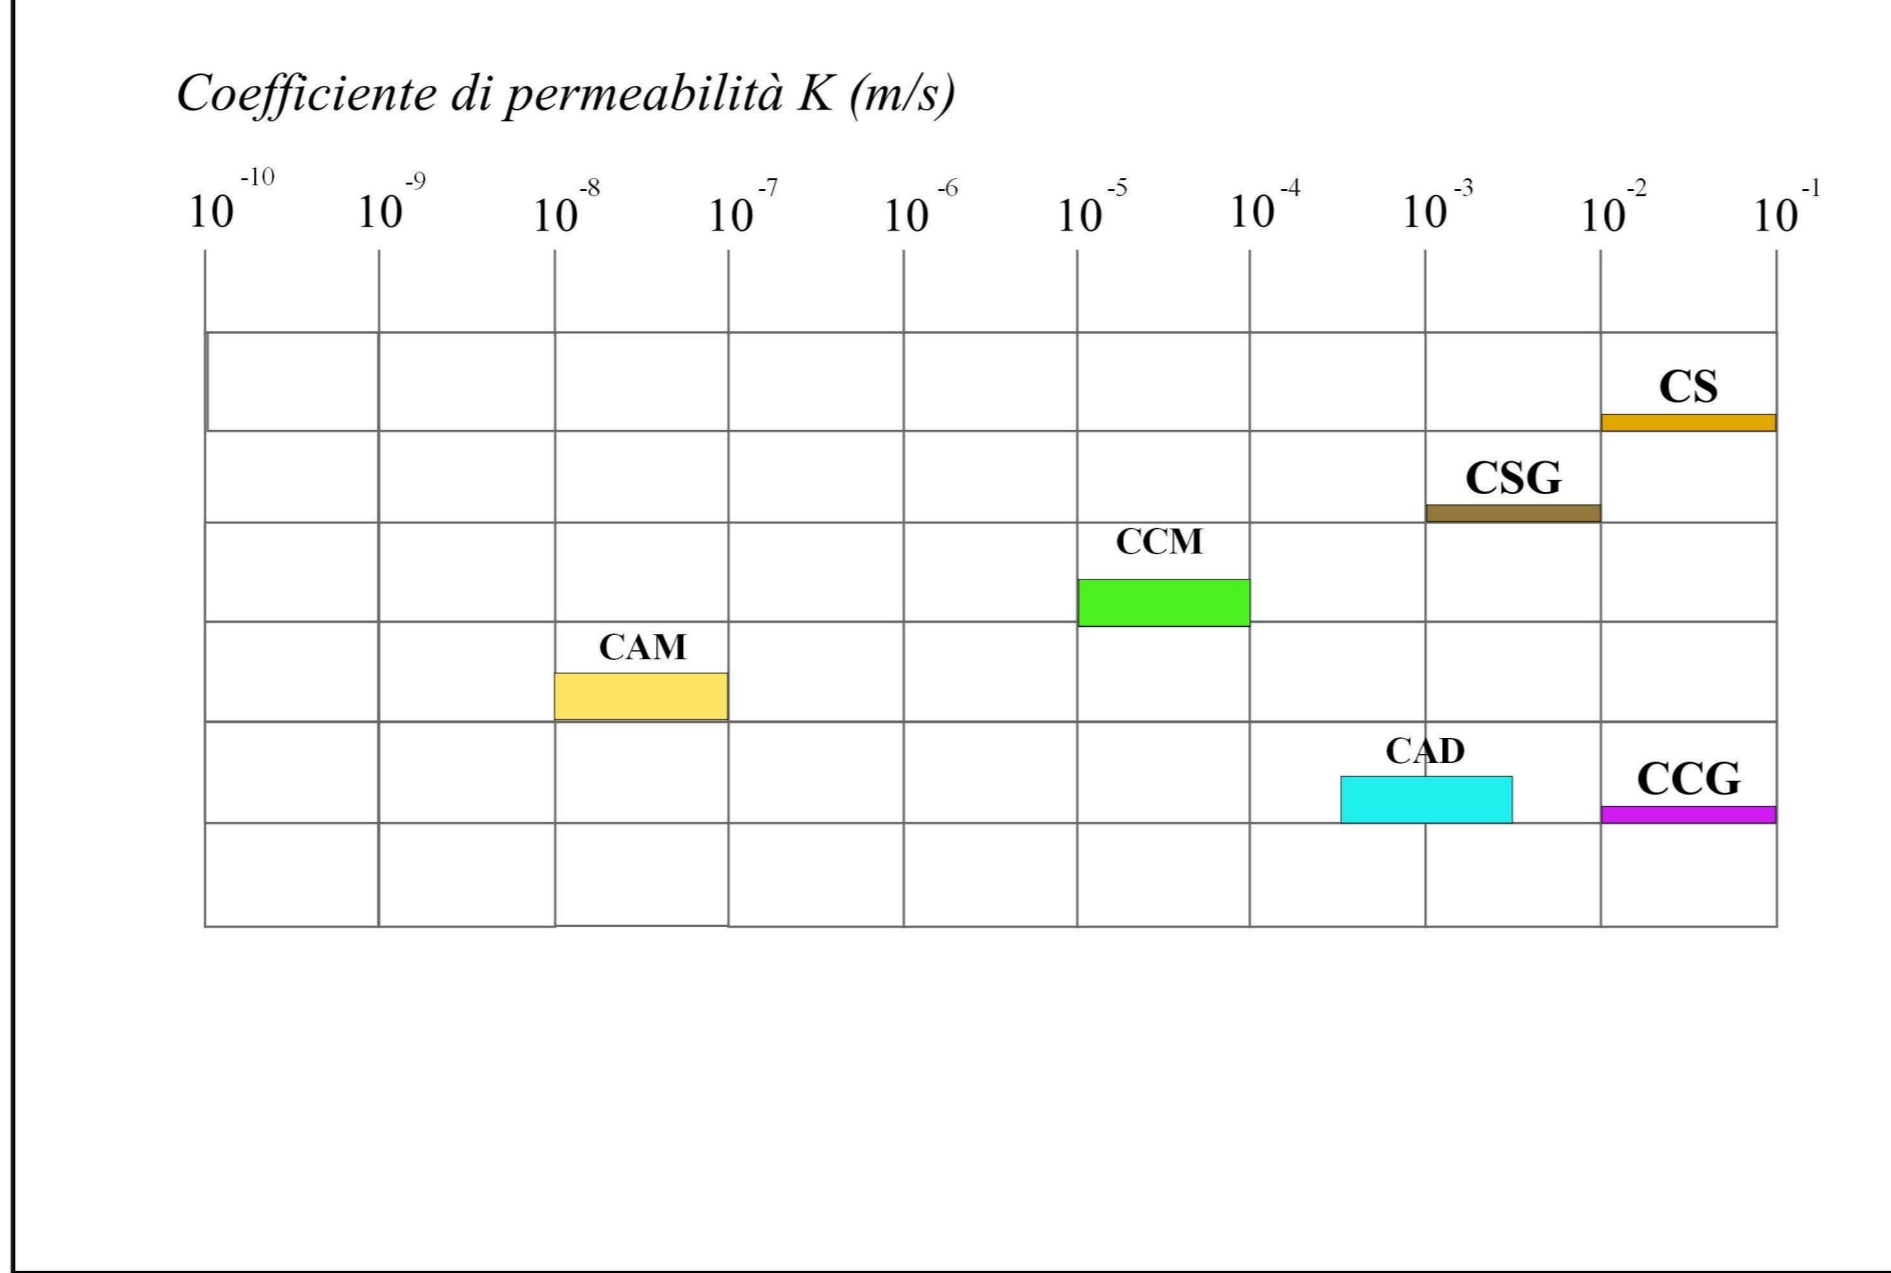 Coefficiente di permeabilità K (m/s)
10^-10 10^-9 10^-8 10^-7 10^-6 10^-5 10^-4 10^-3 10^-2 10^-1
CS
CSG
CCM
CAM
CAD
CCG